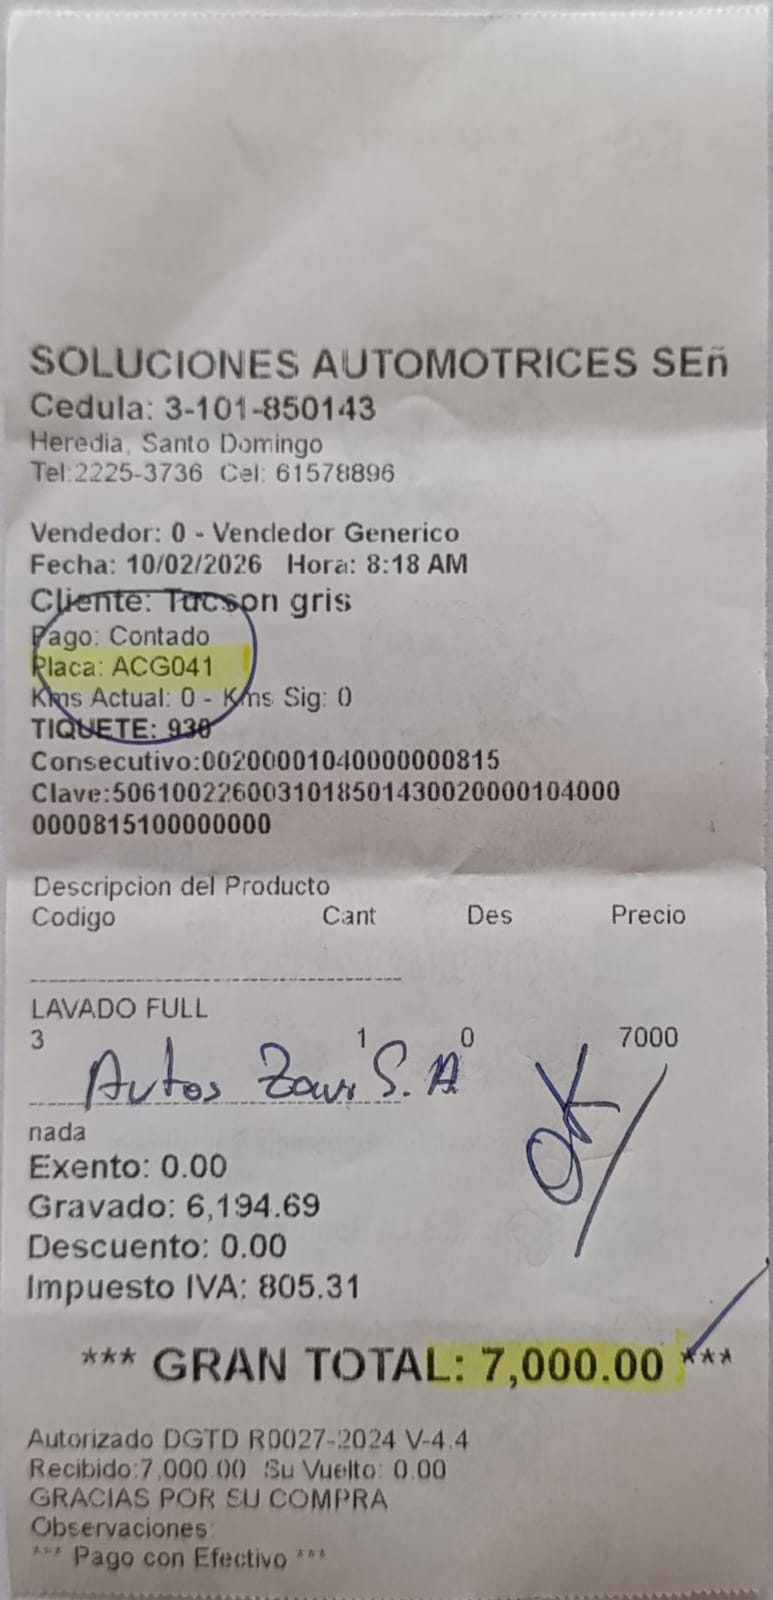 SOLUCIONES AUTOMOTRICES SEñ
Cedula: 3-101-850143
Heredia, Santo Domingo
Tel:2225-3736 Cel: 61578896
Vendedor: 0 - Vendedor Generico
Fecha: 10/02/2026 Hora: 8:18 AM
Cliente: Tucson gris
Pago: Contado
Placa: ACG041
Kms Actual: 0 - Kms Sig: 0
TIQUETE: 930
Consecutivo:00200001040000000815
Clave:50610022600310185014300200001040000
0000815100000000
Descripcion del Producto
Codigo Cant Des Precio
LAVADO FULL
3 1 0 7000
Autos S.A
OK
nada
Exento: 0.00
Gravado: 6,194.69
Descuento: 0.00
Impuesto IVA: 805.31
*** GRAN TOTAL: 7,000.00 ***
Autorizado DGTD R0027-2024 V-4.4
Recibido:7,000.00 Su Vuelto: 0.00
GRACIAS POR SU COMPRA
Observaciones:
*** Pago con Efectivo ***